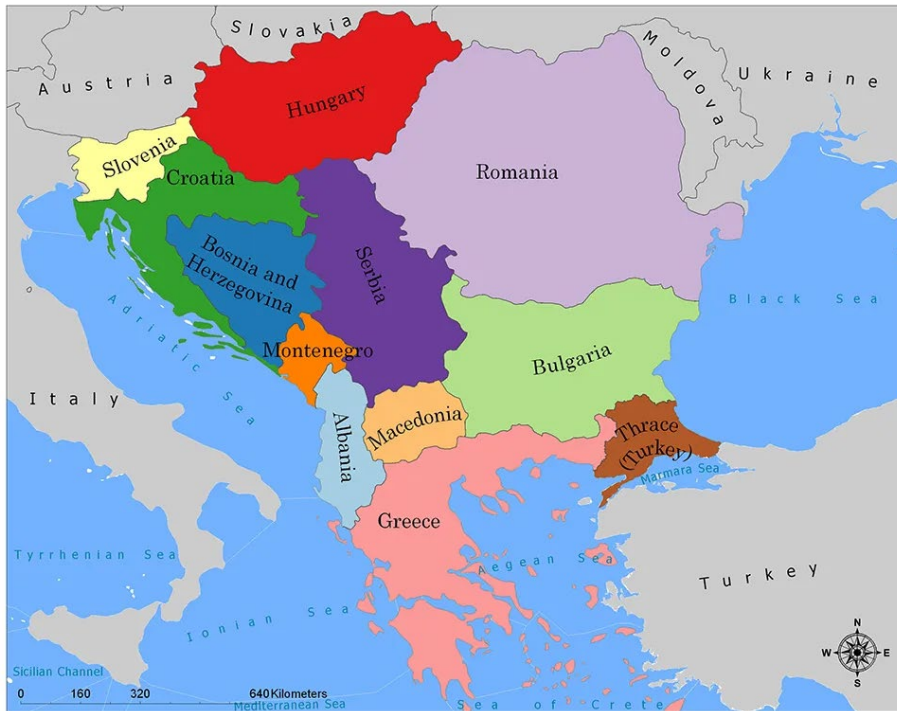 Slovakia
Austria
Moldova
Ukraine
Hungary
Slovenia
Croatia
Romania
Bosnia and
Herzegovina
Serbia
Adriatic Sea
Black Sea
Montenegro
Bulgaria
Italy
Albania
Macedonia
Thrace
(Turkey)
Marmara Sea
Greece
Tyrrhenian Sea
Aegean Sea
Turkey
Ionian Sea
N
W
E
S
Sicilian Channel
0 160 320 640 Kilometers
Mediterranean Sea
Sea of Crete